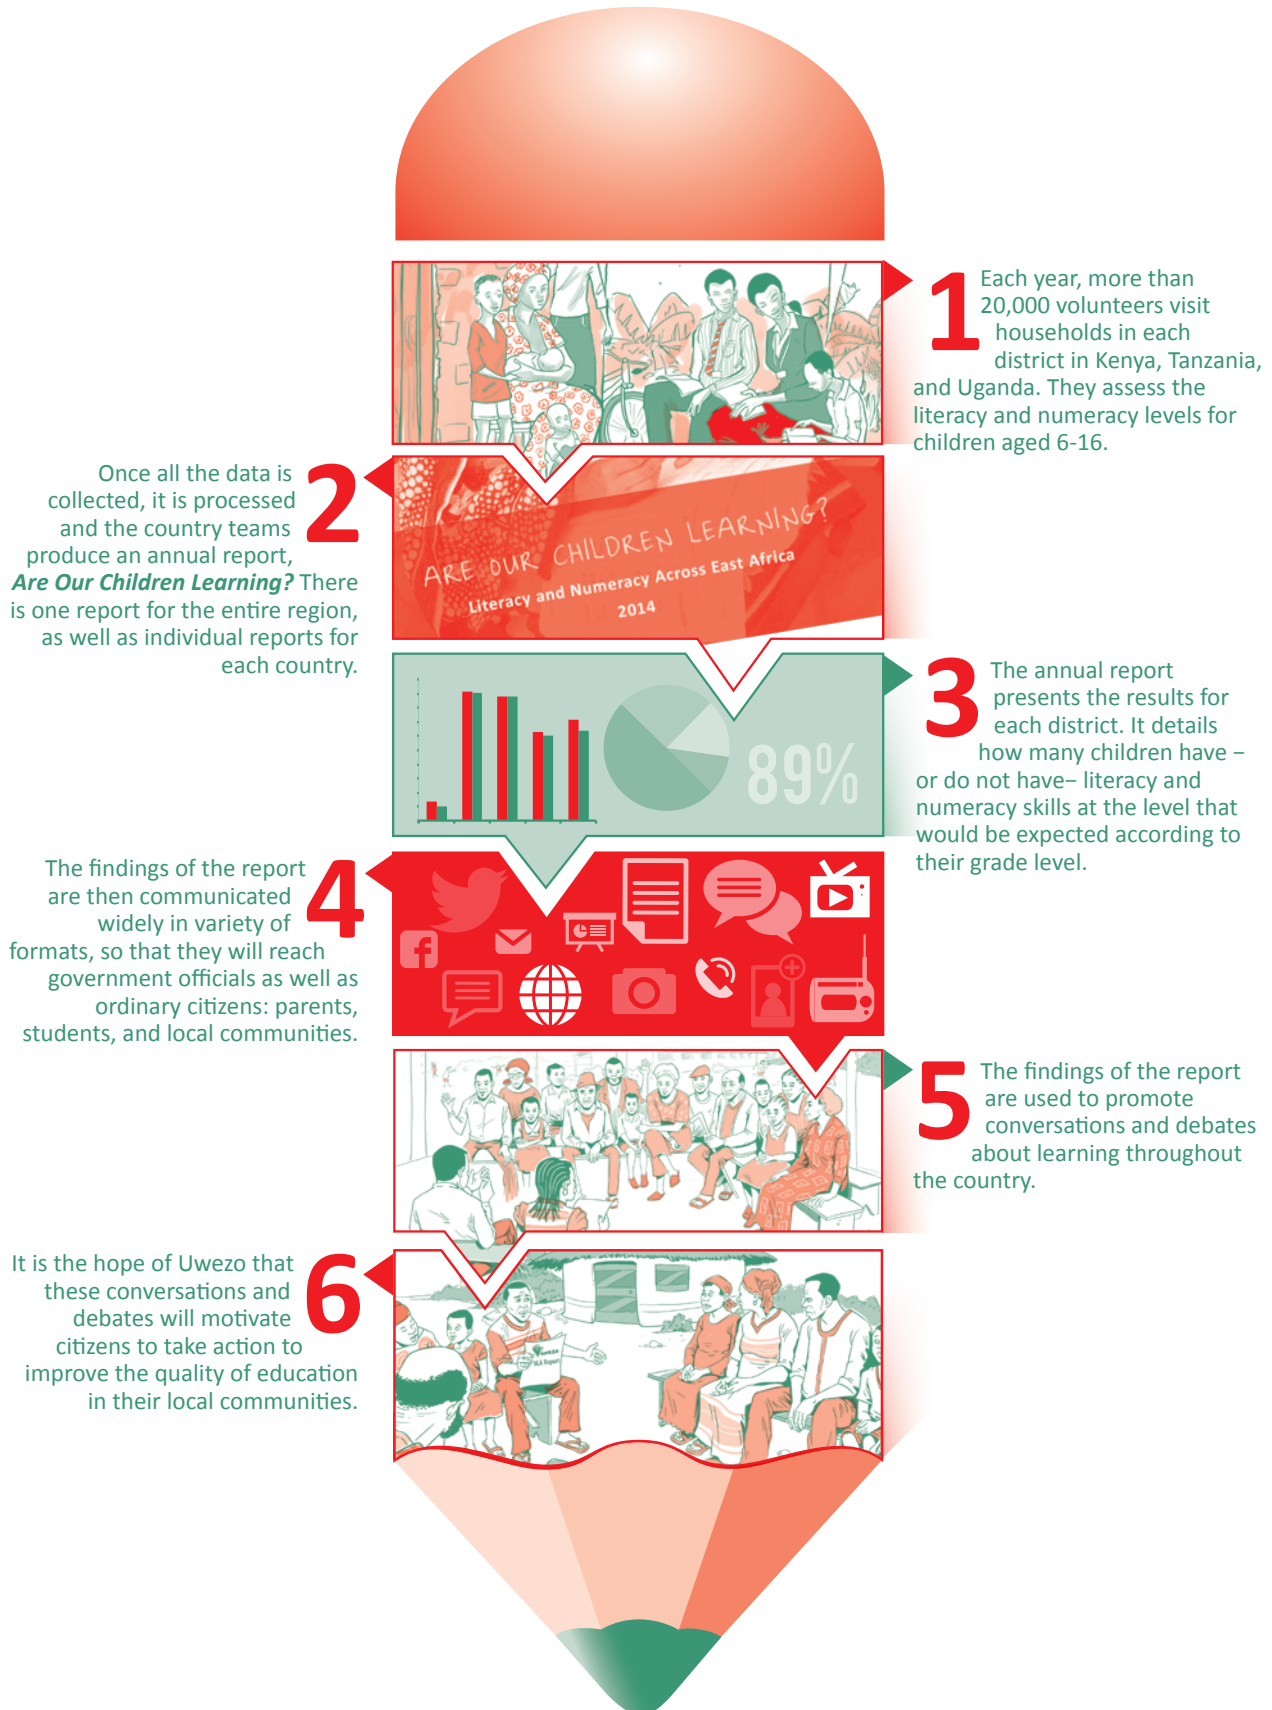 1
Each year, more than
20,000 volunteers visit
households in each
district in Kenya, Tanzania,
and Uganda. They assess the
literacy and numeracy levels for
children aged 6-16.
2
Once all the data is
collected, it is processed
and the country teams
produce an annual report,
Are Our Children Learning? There
is one report for the entire region,
as well as individual reports for
each country.
ARE OUR CHILDREN LEARNING?
Literacy and Numeracy Across East Africa
2014
3
The annual report
presents the results for
each district. It details
how many children have –
or do not have– literacy and
numeracy skills at the level that
would be expected according to
their grade level.
89%
4
The findings of the report
are then communicated
widely in variety of
formats, so that they will reach
government officials as well as
ordinary citizens: parents,
students, and local communities.
5
The findings of the report
are used to promote
conversations and debates
about learning throughout
the country.
6
It is the hope of Uwezo that
these conversations and
debates will motivate
citizens to take action to
improve the quality of education
in their local communities.